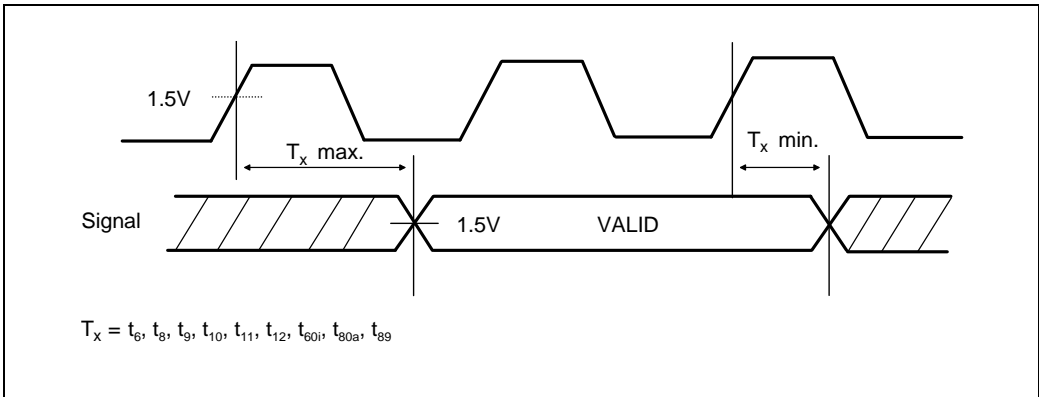 1.5V
Tx max.
Tx min.
Signal
1.5V
VALID
Tx = t6, t8, t9, t10, t11, t12, t60i, t80a, t89